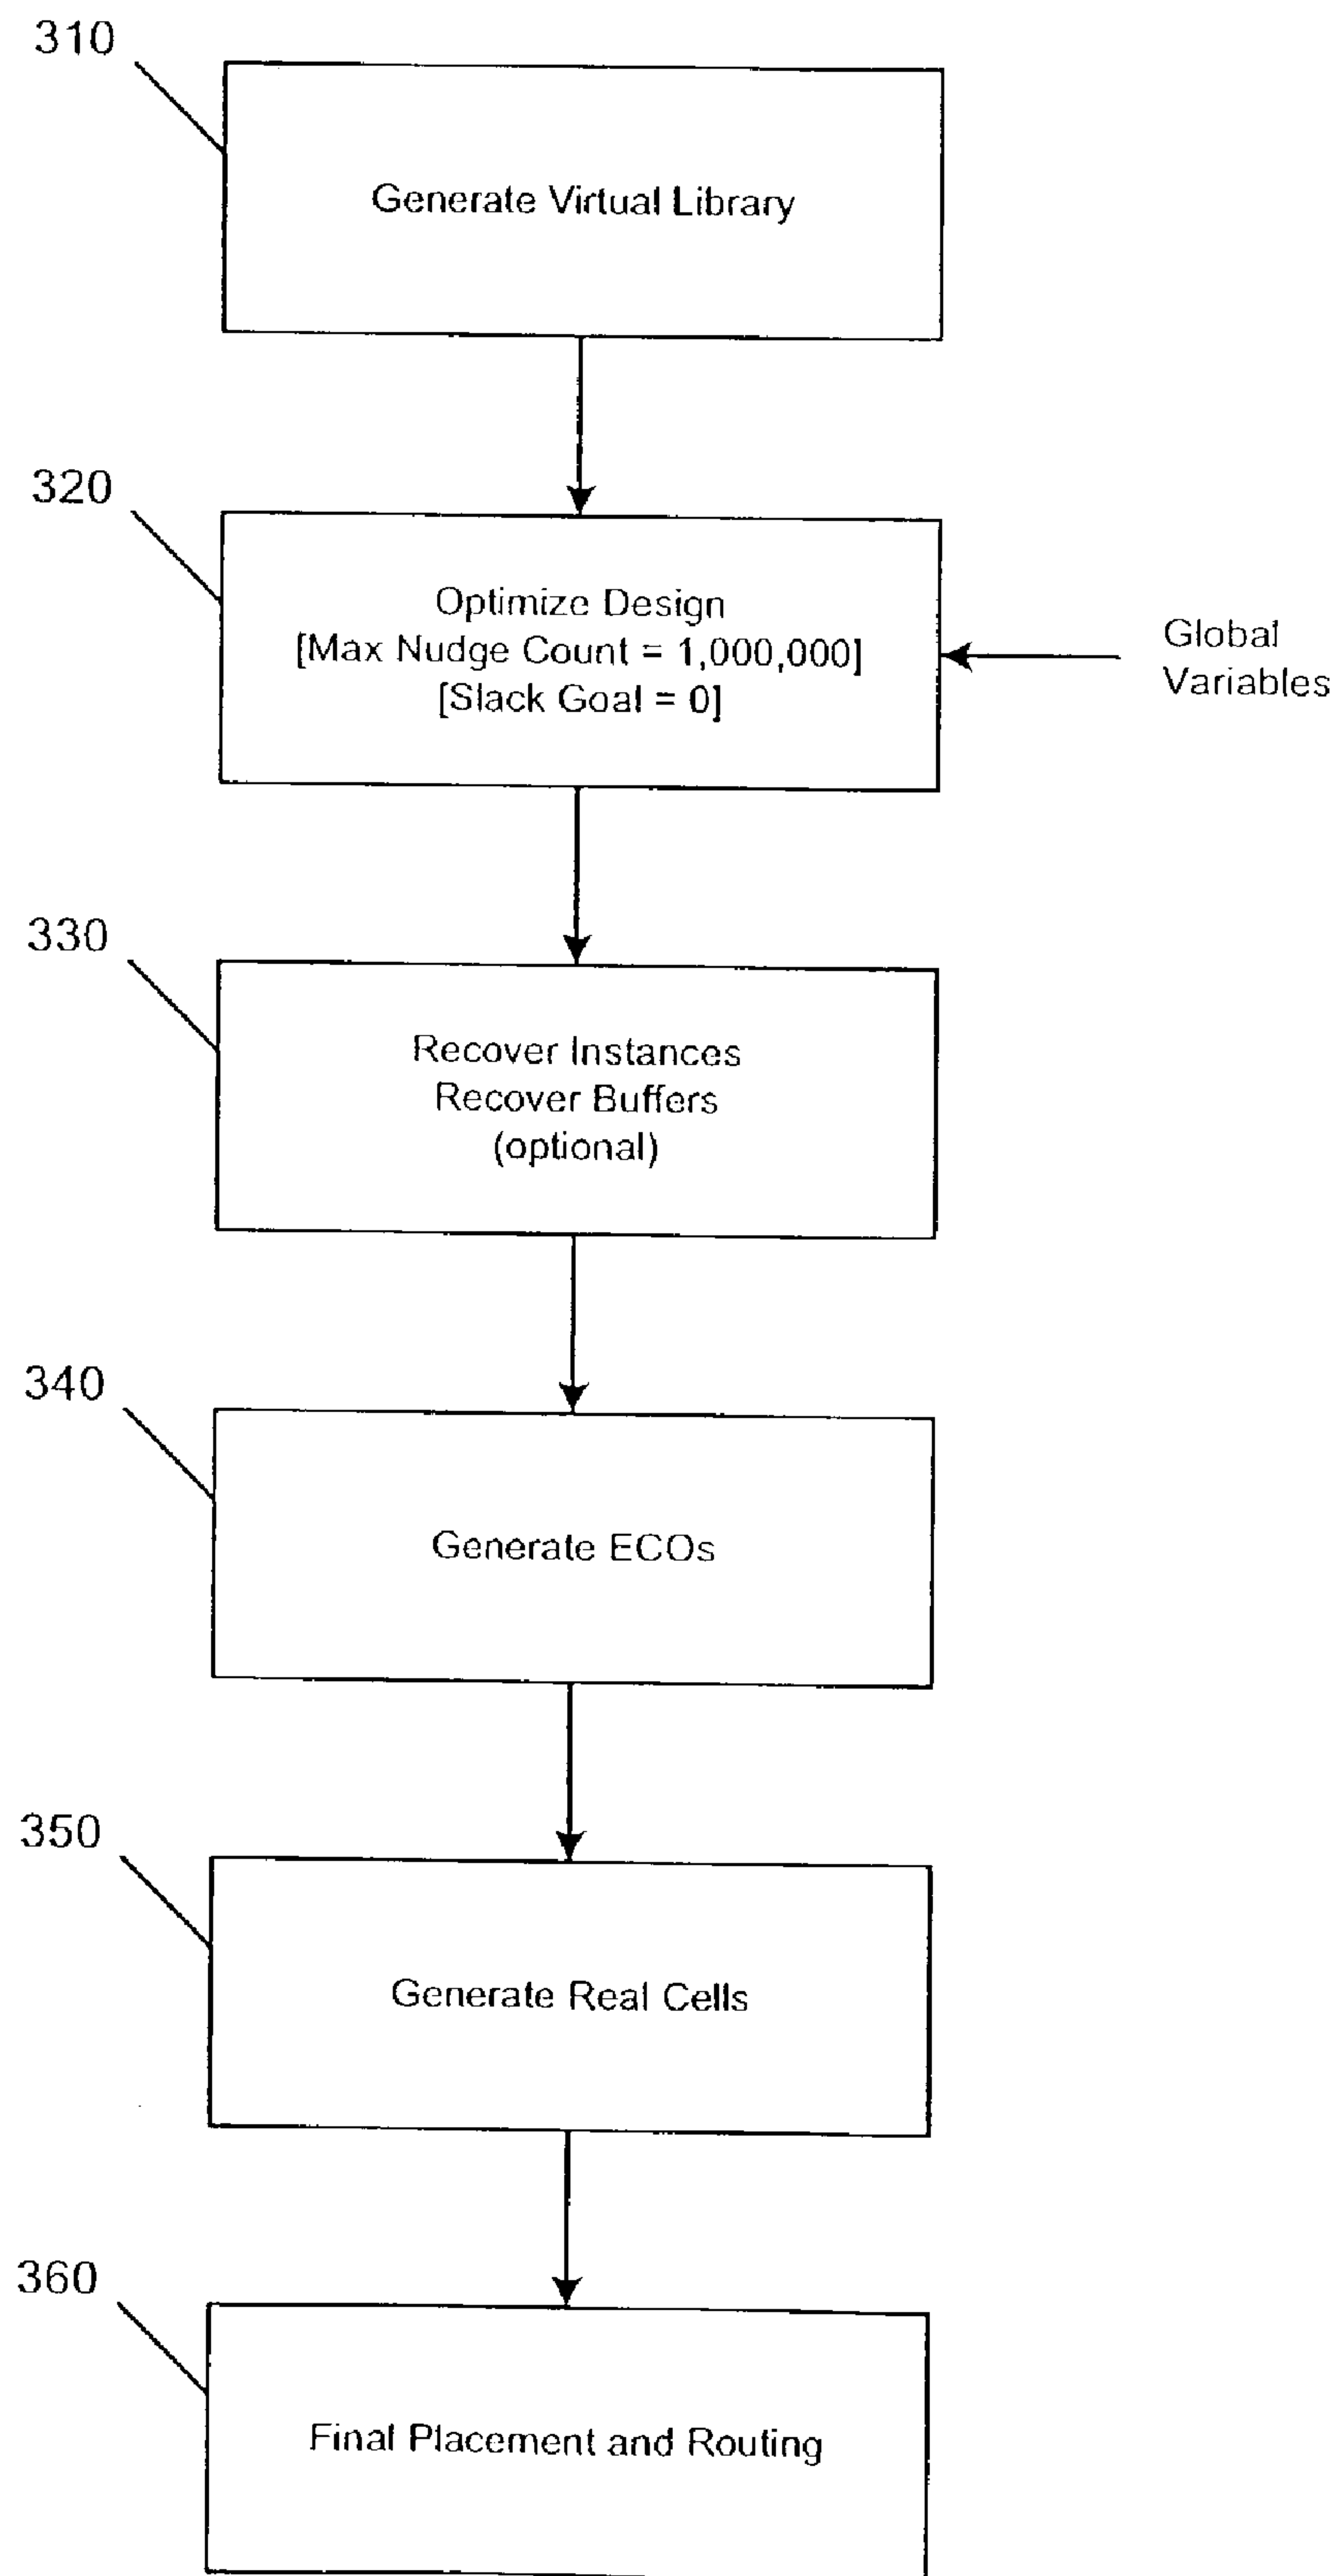 310
Generate Virtual Library
320
Optimize Design
[Max Nudge Count = 1,000,000]
[Slack Goal = 0]
Global
Variables
330
Recover Instances
Recover Buffers
(optional)
340
Generate ECOs
350
Generate Real Cells
360
Final Placement and Routing